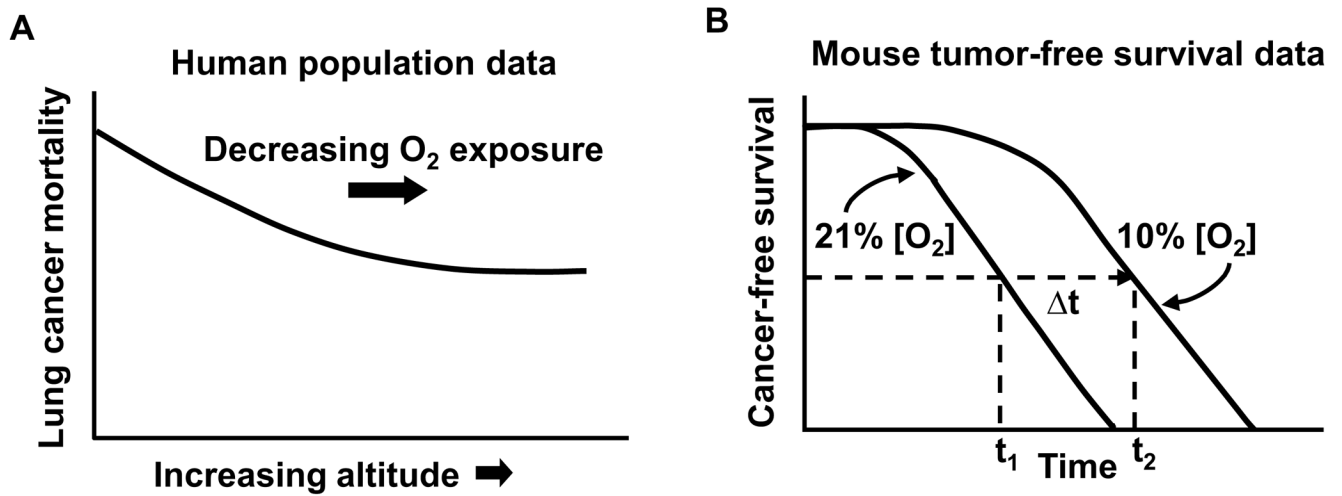 A
Human population data
Lung cancer mortality
Decreasing O₂ exposure
Increasing altitude
B
Mouse tumor-free survival data
Cancer-free survival
21% [O₂]
10% [O₂]
Δt
t₁
Time
t₂